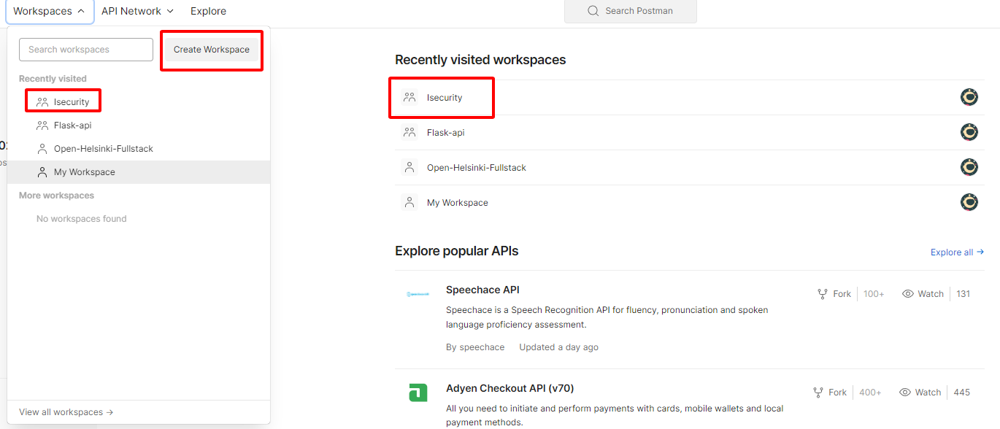 Workspaces
API Network
Explore
Search Postman
Search workspaces
Create Workspace
Recently visited
Isecurity
Flask-api
Open-Helsinki-Fullstack
My Workspace
More workspaces
No workspaces found
View all workspaces →
Recently visited workspaces
Isecurity
Flask-api
Open-Helsinki-Fullstack
My Workspace
Explore popular APIs
Explore all →
Speechace API
Fork 100+
Watch 131
Speechace is a Speech Recognition API for fluency, pronunciation and spoken
language proficiency assessment.
By speechace Updated a day ago
Adyen Checkout API (v70)
Fork 400+
Watch 445
All you need to initiate and perform payments with cards, mobile wallets and local
payment methods.